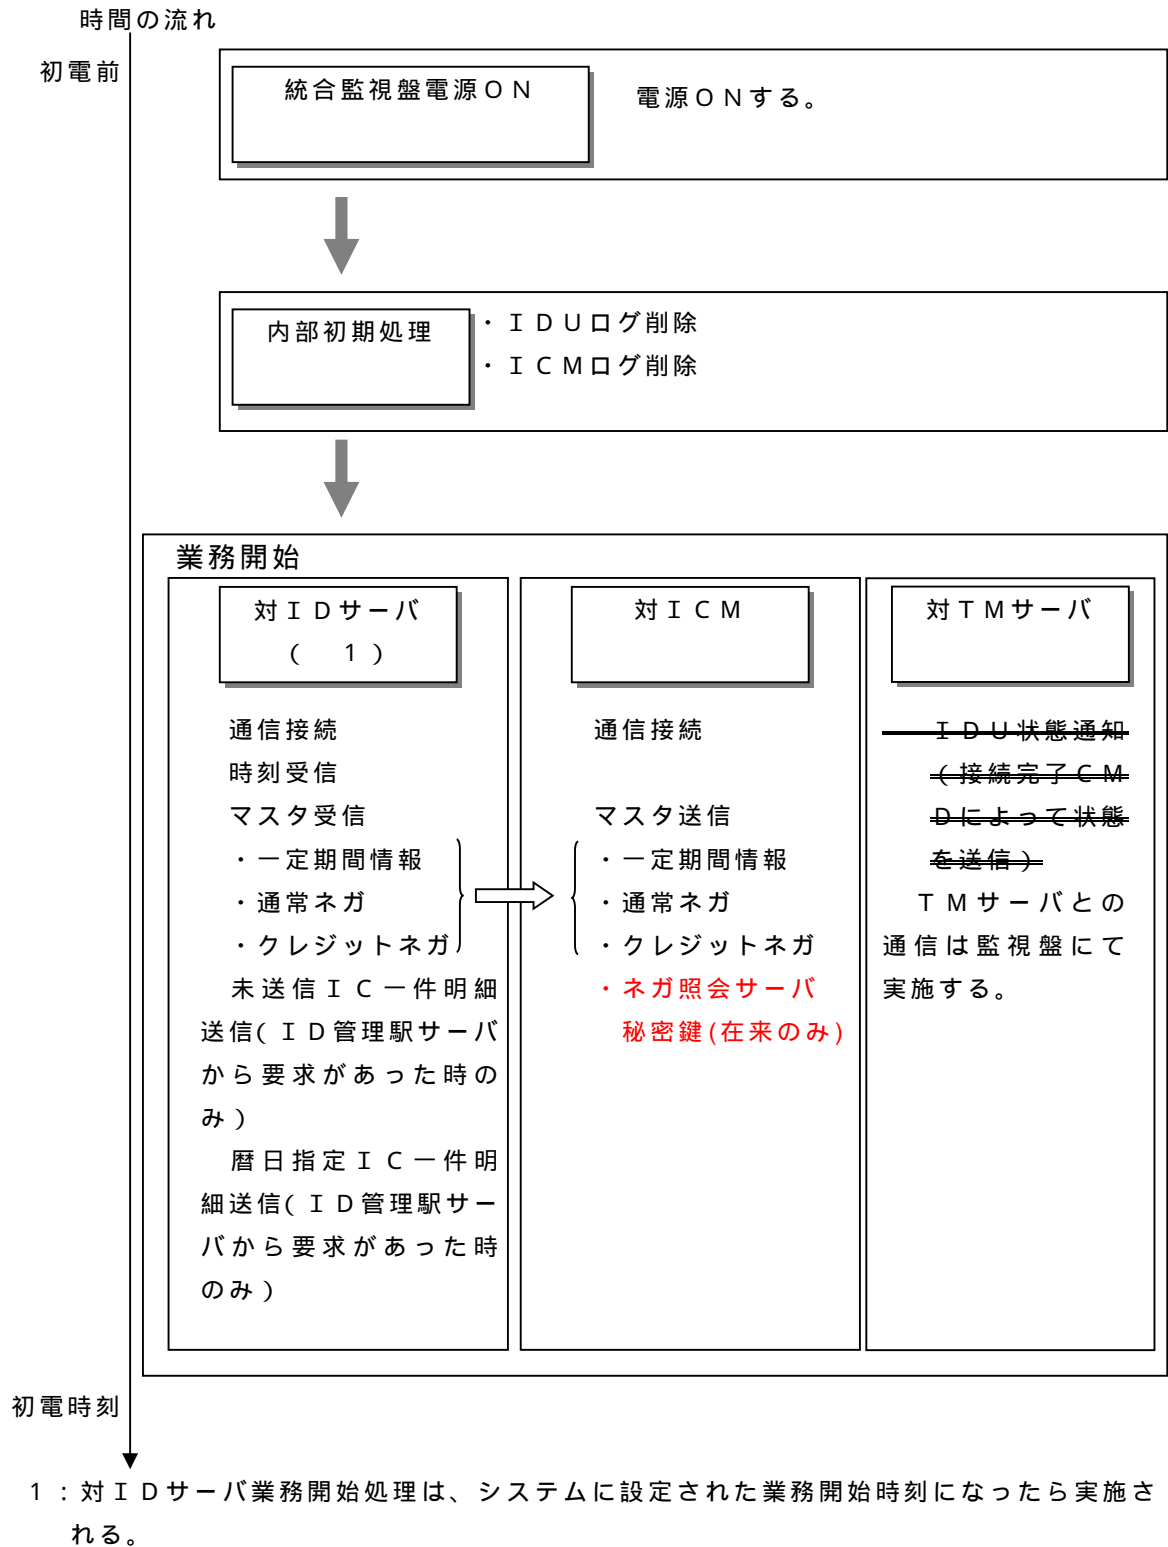 時間の流れ
初電前
統合監視盤電源ＯＮ
電源ＯＮする。
内部初期処理
・ＩＤＵログ削除
・ＩＣＭログ削除
業務開始
対ＩＤサーバ
（　１）
通信接続
時刻受信
マスタ受信
・一定期間情報
・通常ネガ
・クレジットネガ
未送信ＩＣ一件明細
送信(ＩＤ管理駅サーバ
から要求があった時の
み）
暦日指定ＩＣ一件明
細送信(ＩＤ管理駅サー
バから要求があった時
のみ）
対ＩＣＭ
通信接続
マスタ送信
・一定期間情報
・通常ネガ
・クレジットネガ
・ネガ照会サーバ
秘密鍵(在来のみ)
対ＴＭサーバ
ＩＤＵ状態通知
（接続完了ＣＭ
Ｄによって状態
を送信）
ＴＭサーバとの
通信は監視盤にて
実施する。
初電時刻
１：対ＩＤサーバ業務開始処理は、システムに設定された業務開始時刻になったら実施さ
れる。